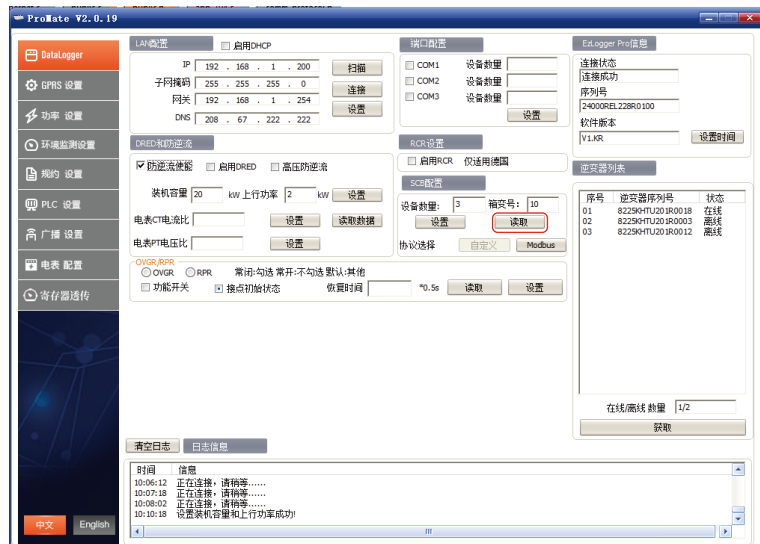 ProMate V2.0.19
DataLogger
GPRS 设置
功率 设置
环境监测设置
规约 设置
PLC 设置
广播 设置
电表 配置
寄存器透传
中文 English
LAN配置 启用DHCP
IP 192 . 168 . 1 . 200 扫描
子网掩码 255 . 255 . 255 . 0 连接
网关 192 . 168 . 1 . 254 设置
DNS 208 . 67 . 222 . 222
端口配置
COM1 设备数量
COM2 设备数量
COM3 设备数量
设置
EzLogger Pro信息
连接状态
连接成功
序列号
24000REL228R0100
软件版本
V1.KR 设置时间
DRED和防逆流
防逆流使能 启用DRED 高压防逆流
装机容量 20 kw 上行功率 2 kw 设置
电表CT电流比 设置 读取数据
电表PT电压比 设置
RCR设置
启用RCR 仅适用德国
SCB配置
设备数量: 3 箱变号: 10
设置 读取
协议选择 自定义 Modbus
OVGR/RPR
OVGR RPR 常闭:勾选 常开:不勾选 默认:其他
功能开关 接点初始状态 恢复时间 *0.5s 读取 设置
逆变器列表
序号 逆变器序列号 状态
01 8225KHTU201R0018 在线
02 8225KHTU201R0003 离线
03 8225KHTU201R0012 离线
在线/离线 数量 1/2
获取
清空日志 日志信息
时间 信息
10:06:12 正在连接，请稍等......
10:07:18 正在连接，请稍等......
10:08:02 正在连接，请稍等......
10:10:18 设置装机容量和上行功率成功!